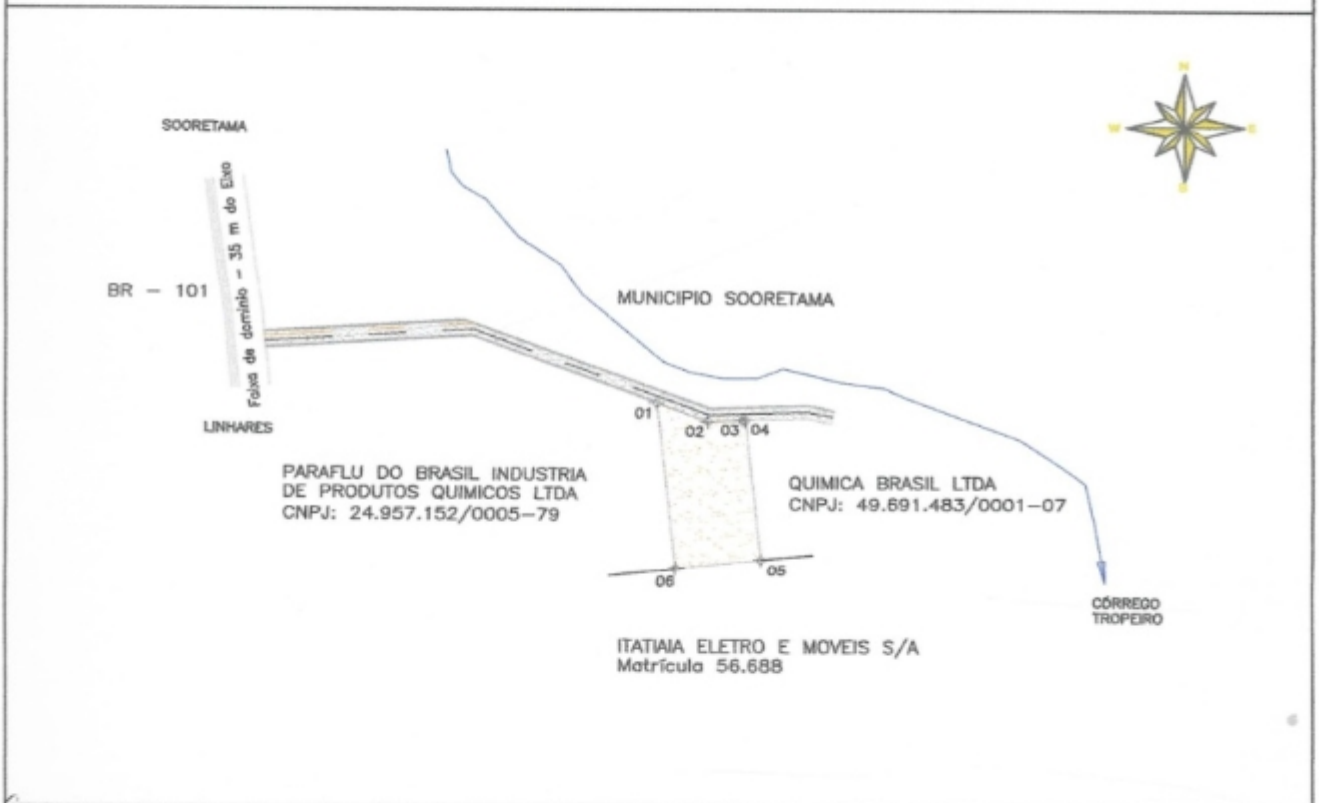 N
W E
S
SOORETAMA
Faixa de domínio - 35 m do Eixo
BR - 101
MUNICIPIO SOORETAMA
LINHARES
01
02 03 04
PARAFLU DO BRASIL INDUSTRIA
DE PRODUTOS QUIMICOS LTDA
CNPJ: 24.957.152/0005-79
QUIMICA BRASIL LTDA
CNPJ: 49.691.483/0001-07
06
05
CÓRREGO
TROPEIRO
ITATIAIA ELETRO E MOVEIS S/A
Matrícula 56.688